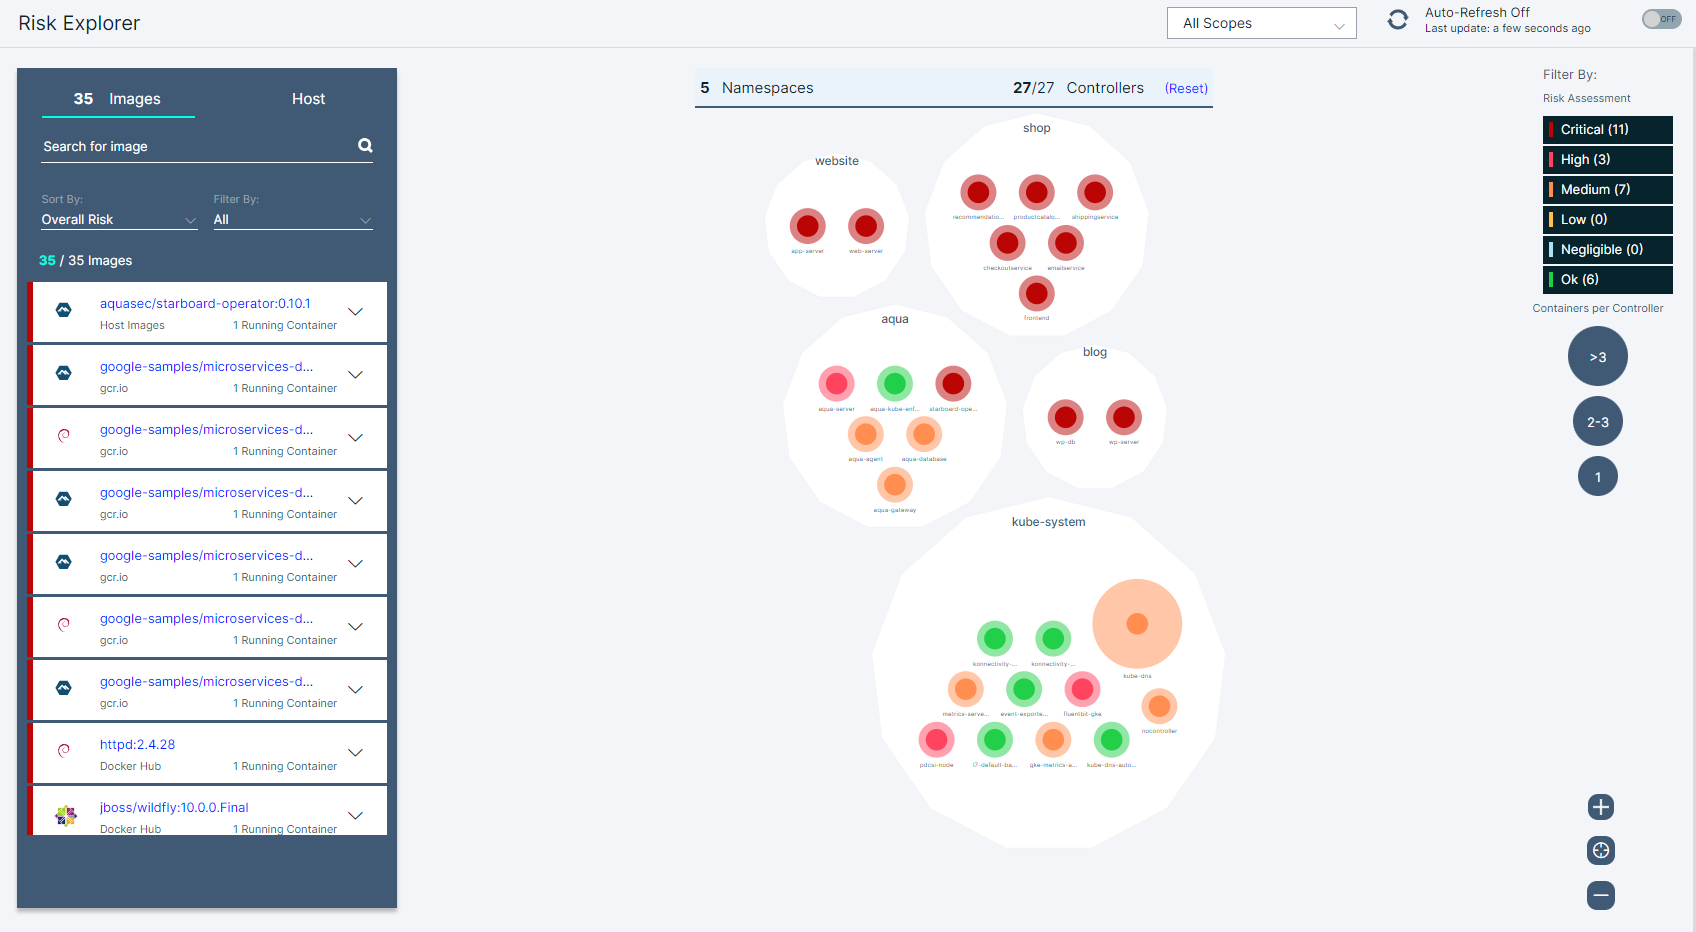 Risk Explorer
All Scopes
Auto-Refresh Off
Last update: a few seconds ago
OFF
35 Images
Host
Search for image
Sort By:
Filter By:
Overall Risk
All
35 / 35 Images
aquasec/starboard-operator:0.10.1
Host Images
1 Running Container
google-samples/microservices-d...
gcr.io
1 Running Container
google-samples/microservices-d...
gcr.io
1 Running Container
google-samples/microservices-d...
gcr.io
1 Running Container
google-samples/microservices-d...
gcr.io
1 Running Container
google-samples/microservices-d...
gcr.io
1 Running Container
google-samples/microservices-d...
gcr.io
1 Running Container
httpd:2.4.28
Docker Hub
1 Running Container
jboss/wildfly:10.0.0.Final
Docker Hub
1 Running Container
5 Namespaces
27/27 Controllers (Reset)
shop
recommendatio...
productcatalo...
shippingservice
checkoutservice
emailservice
frontend
website
app-server
web-server
aqua
aqua-server
aqua-kube-enf...
starboard-ope...
aqua-agent
aqua-database
aqua-gateway
blog
wp-db
wp-server
kube-system
konnectivity-...
konnectivity-...
kube-dns
metrics-serve...
event-exporte...
fluentbit-gke
nocontroller
pdcsi-node
l7-default-ba...
gke-metrics-a...
kube-dns-auto...
Filter By:
Risk Assessment
Critical (11)
High (3)
Medium (7)
Low (0)
Negligible (0)
Ok (6)
Containers per Controller
>3
2-3
1